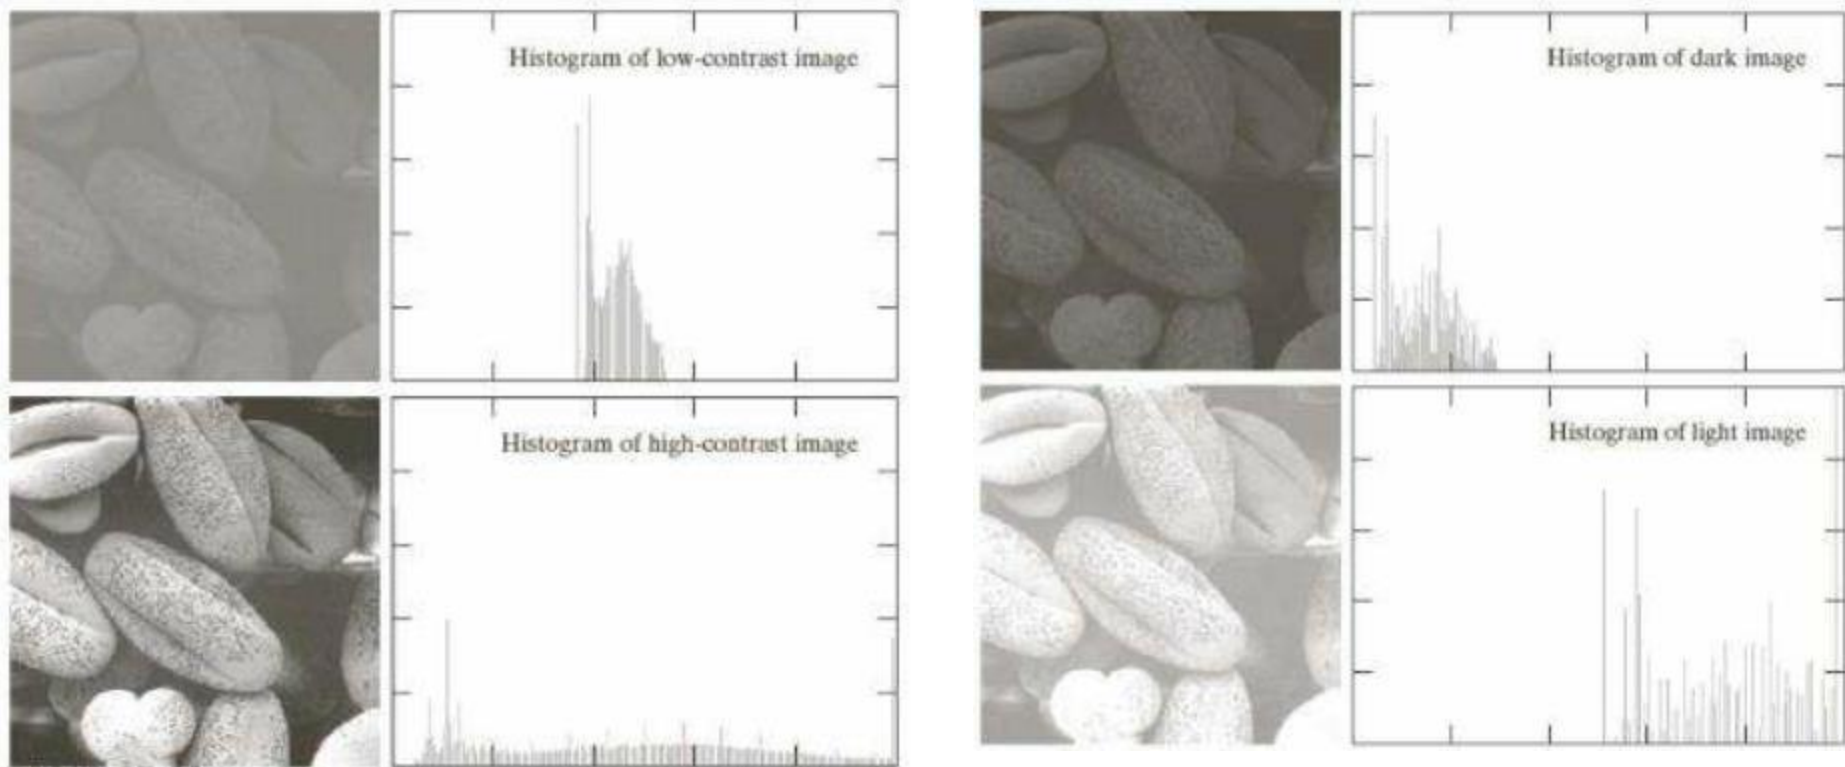 Histogram of low-contrast image
Histogram of dark image
Histogram of high-contrast image
Histogram of light image